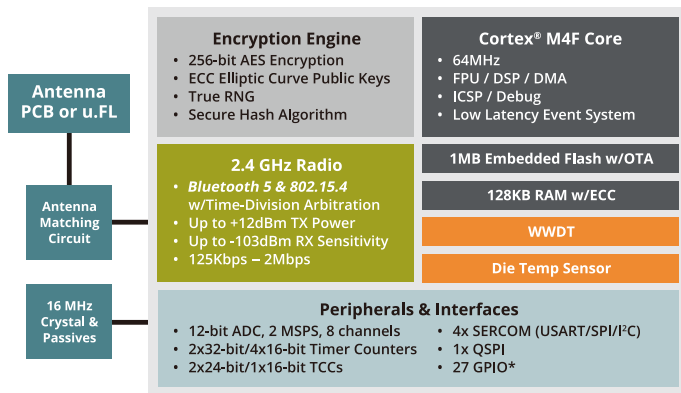 Antenna
PCB or u.FL
Antenna
Matching
Circuit
16 MHz
Crystal &
Passives
Encryption Engine
• 256-bit AES Encryption
• ECC Elliptic Curve Public Keys
• True RNG
• Secure Hash Algorithm
2.4 GHz Radio
• Bluetooth 5 & 802.15.4
w/Time-Division Arbitration
• Up to +12dBm TX Power
• Up to -103dBm RX Sensitivity
• 125Kbps – 2Mbps
Cortex® M4F Core
• 64MHz
• FPU / DSP / DMA
• ICSP / Debug
• Low Latency Event System
1MB Embedded Flash w/OTA
128KB RAM w/ECC
WWDT
Die Temp Sensor
Peripherals & Interfaces
• 12-bit ADC, 2 MSPS, 8 channels
• 2x32-bit/4x16-bit Timer Counters
• 2x24-bit/1x16-bit TCCs
• 4x SERCOM (USART/SPI/I²C)
• 1x QSPI
• 27 GPIO*